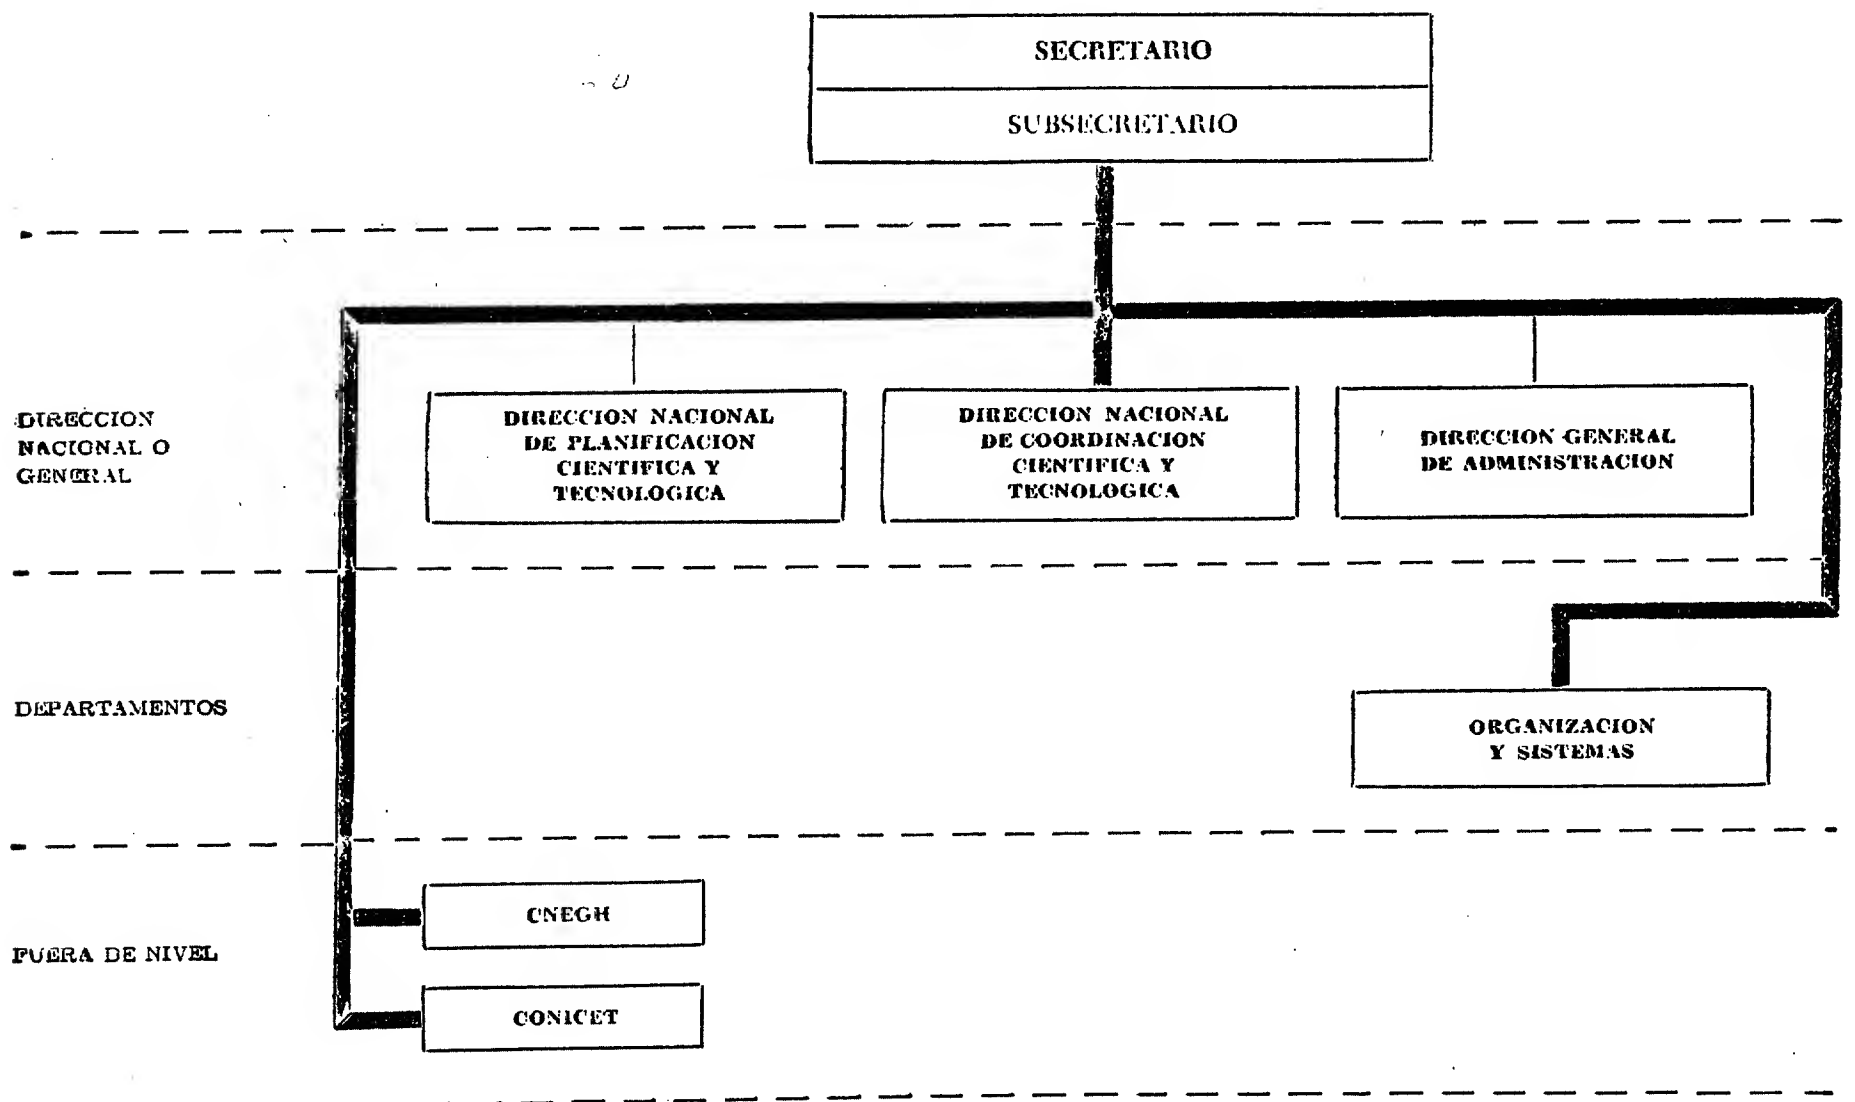 SECRETARIO
SUBSECRETARIO
DIRECCION
NACIONAL O
GENERAL
DIRECCION NACIONAL
DE PLANIFICACION
CIENTIFICA Y
TECNOLOGICA
DIRECCION NACIONAL
DE COORDINACION
CIENTIFICA Y
TECNOLOGICA
DIRECCION GENERAL
DE ADMINISTRACION
DEPARTAMENTOS
ORGANIZACION
Y SISTEMAS
FUERA DE NIVEL
CNEGH
CONICET